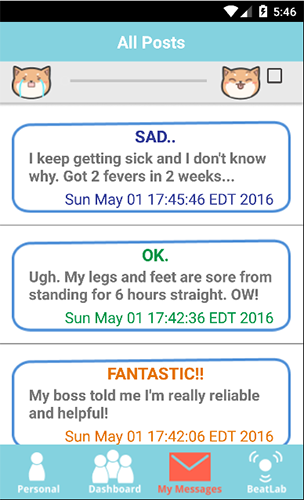 5:46
All Posts
SAD..
I keep getting sick and I don't know
why. Got 2 fevers in 2 weeks...
Sun May 01 17:45:46 EDT 2016
OK.
Ugh. My legs and feet are sore from
standing for 6 hours straight. OW!
Sun May 01 17:42:36 EDT 2016
FANTASTIC!!
My boss told me I'm really reliable
and helpful!
Sun May 01 17:42:06 EDT 2016
Personal Dashboard My Messages BeatLab